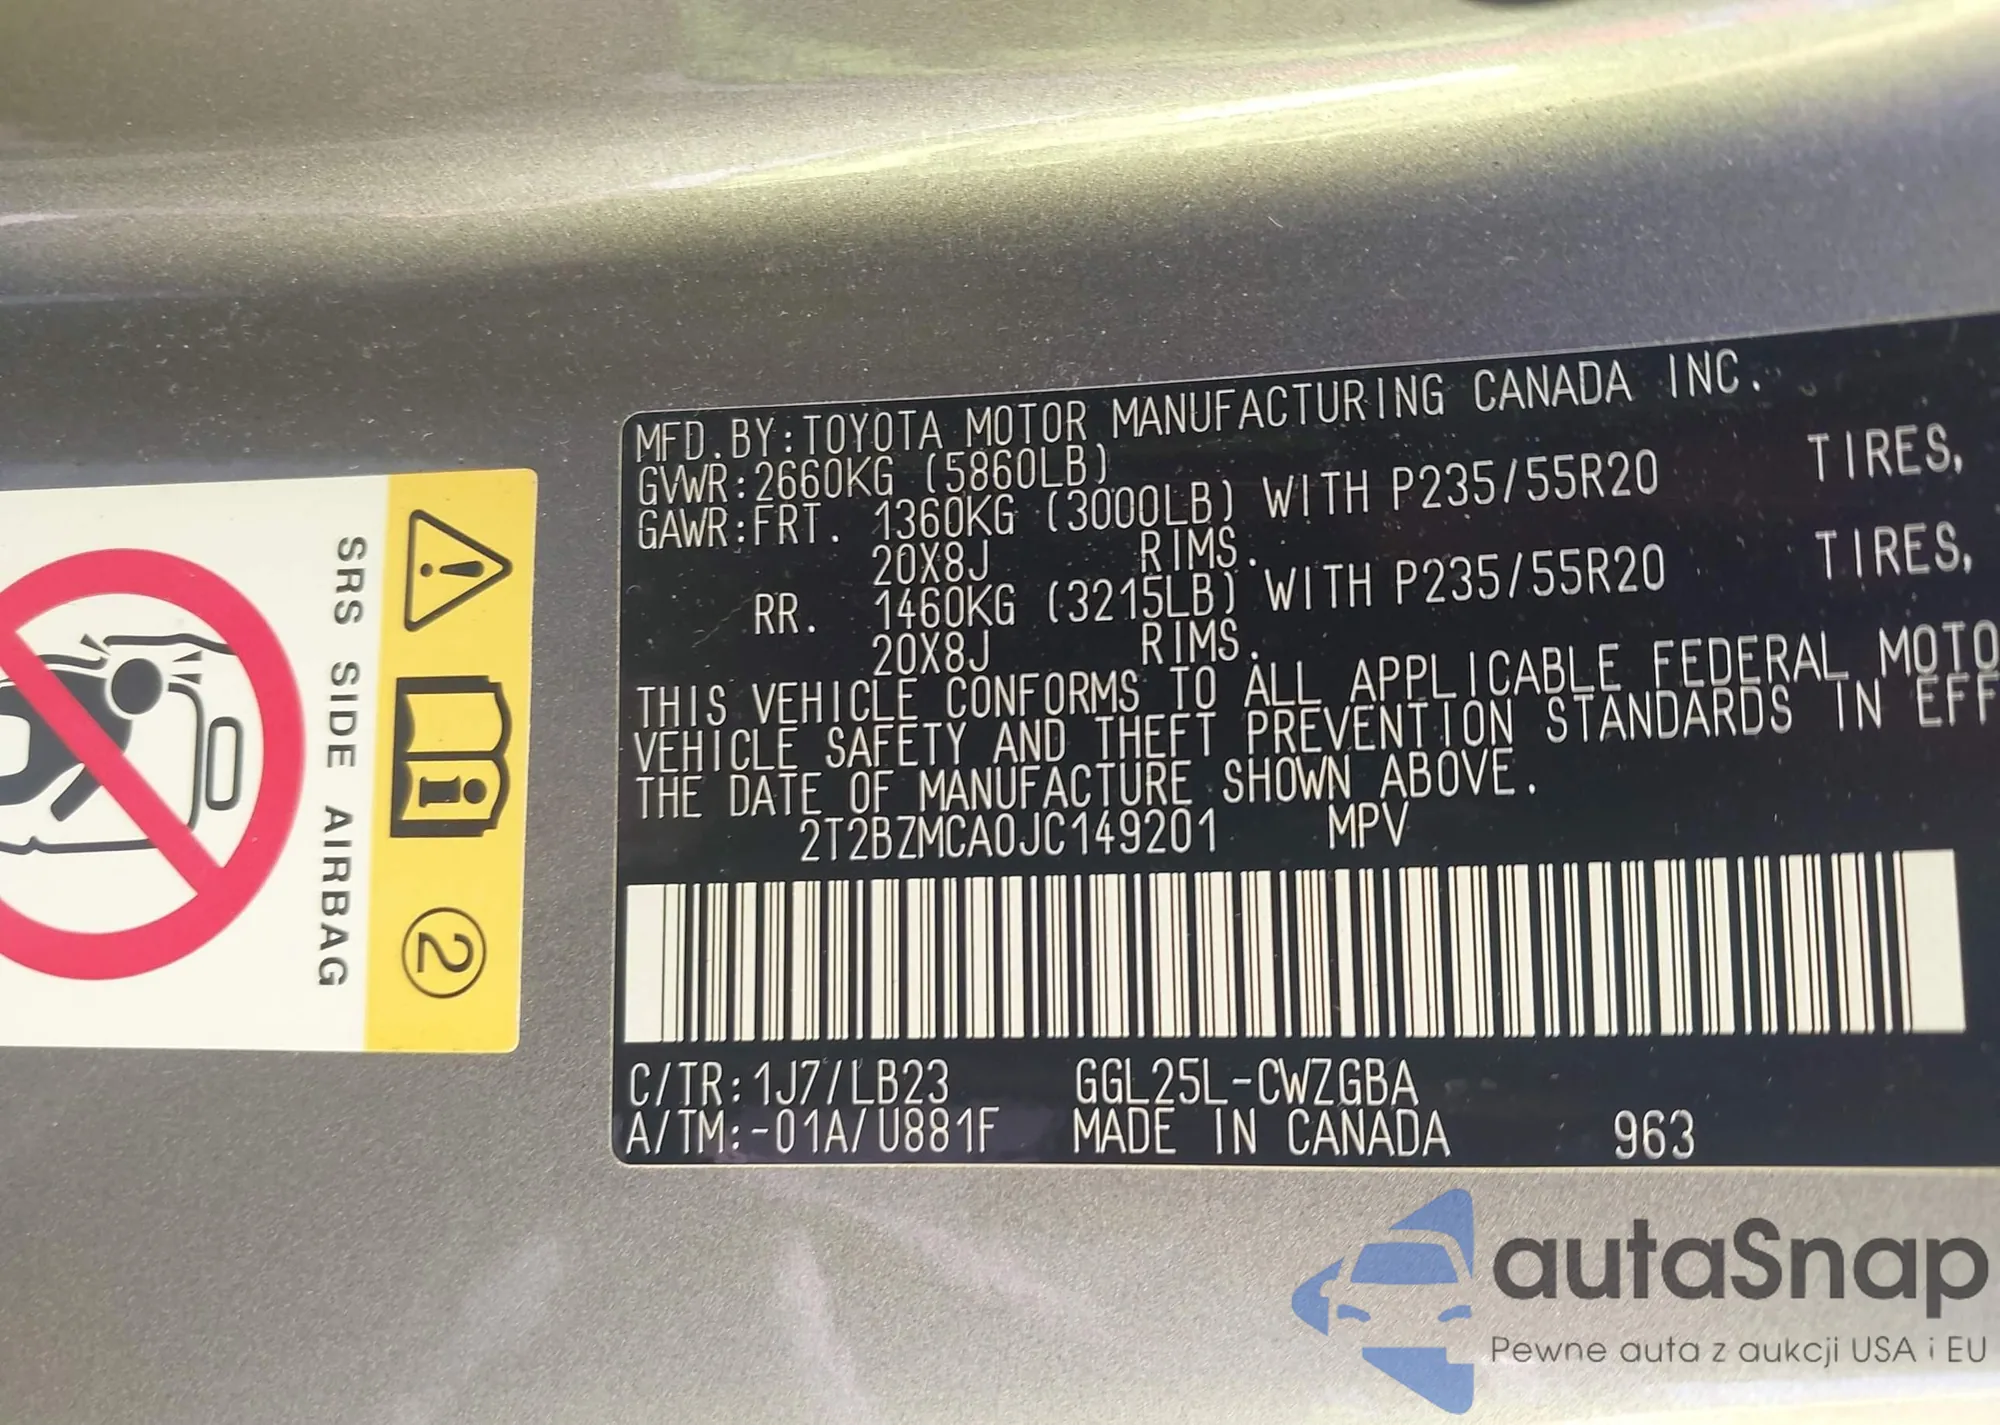 MFD.BY:TOYOTA MOTOR MANUFACTURING CANADA INC.
GVWR:2660KG (5860LB)
GAWR:FRT. 1360KG (3000LB) WITH P235/55R20 TIRES,
20X8J RIMS.
RR. 1460KG (3215LB) WITH P235/55R20 TIRES,
20X8J RIMS.
THIS VEHICLE CONFORMS TO ALL APPLICABLE FEDERAL MOTO
VEHICLE SAFETY AND THEFT PREVENTION STANDARDS IN EFF
THE DATE OF MANUFACTURE SHOWN ABOVE.
2T2BZMCA0JC149201 MPV
C/TR:1J7/LB23 GGL25L-CWZGBA
A/TM:-01A/U881F MADE IN CANADA 963
SRS SIDE AIRBAG
2
autaSnap
Pewne auta z aukcji USA i EU